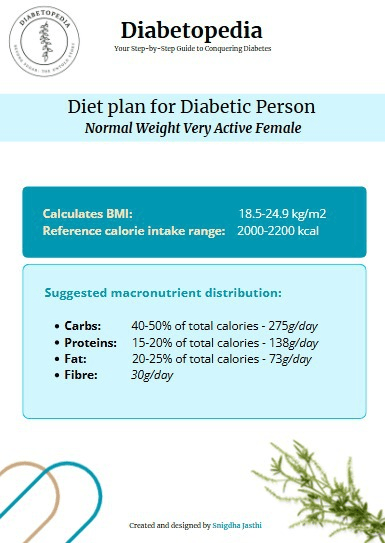 DIABETOPEDIA
Diabetopedia
Your Step-by-Step Guide to Conquering Diabetes
Diet plan for Diabetic Person
Normal Weight Very Active Female
Calculates BMI: 18.5-24.9 kg/m2
Reference calorie intake range: 2000-2200 kcal
Suggested macronutrient distribution:
• Carbs: 40-50% of total calories - 275g/day
• Proteins: 15-20% of total calories - 138g/day
• Fat: 20-25% of total calories - 73g/day
• Fibre: 30g/day
Created and designed by Snigdha Jasthi